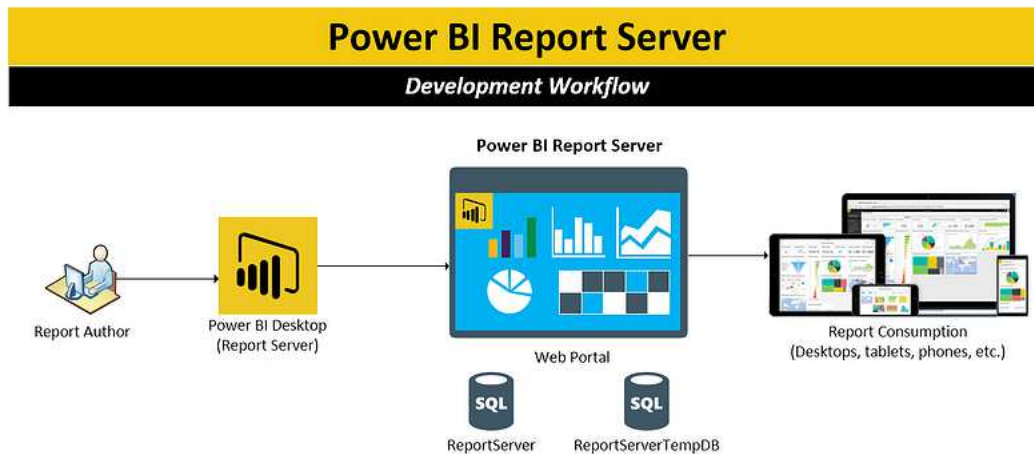 Power BI Report Server
Development Workflow
Power BI Report Server
Report Author
Power BI Desktop
(Report Server)
Web Portal
Report Consumption
(Desktops, tablets, phones, etc.)
SQL
SQL
ReportServer
ReportServerTempDB